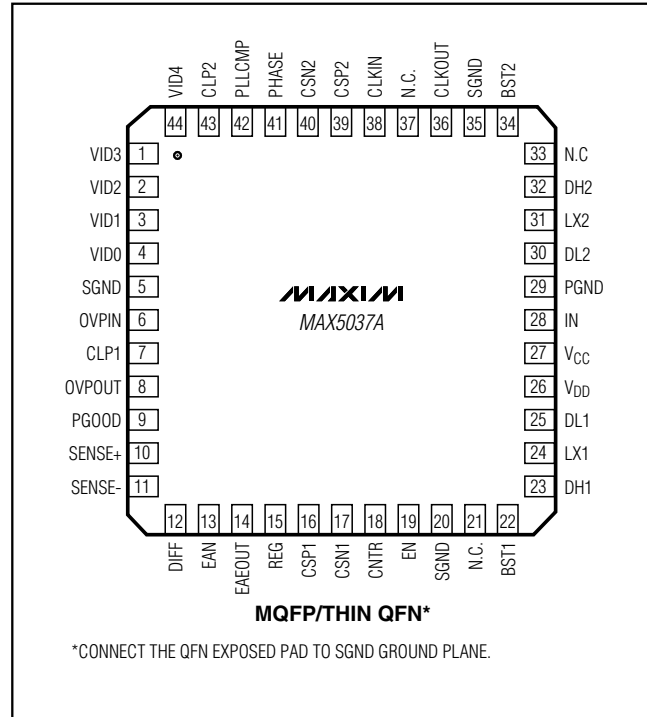 VID4
CLP2
PLLCMP
PHASE
CSN2
CSP2
CLKIN
N.C.
CLKOUT
SGND
BST2
44 43 42 41 40 39 38 37 36 35 34
VID3 1
VID2 2
VID1 3
VID0 4
SGND 5
OVPIN 6
CLP1 7
OVPOUT 8
PGOOD 9
SENSE+ 10
SENSE- 11
MAXIM
MAX5037A
33 N.C
32 DH2
31 LX2
30 DL2
29 PGND
28 IN
27 VCC
26 VDD
25 DL1
24 LX1
23 DH1
12 13 14 15 16 17 18 19 20 21 22
DIFF
EAN
EAEOUT
REG
CSP1
CSN1
CNTR
EN
SGND
N.C.
BST1
MQFP/THIN QFN*
*CONNECT THE QFN EXPOSED PAD TO SGND GROUND PLANE.